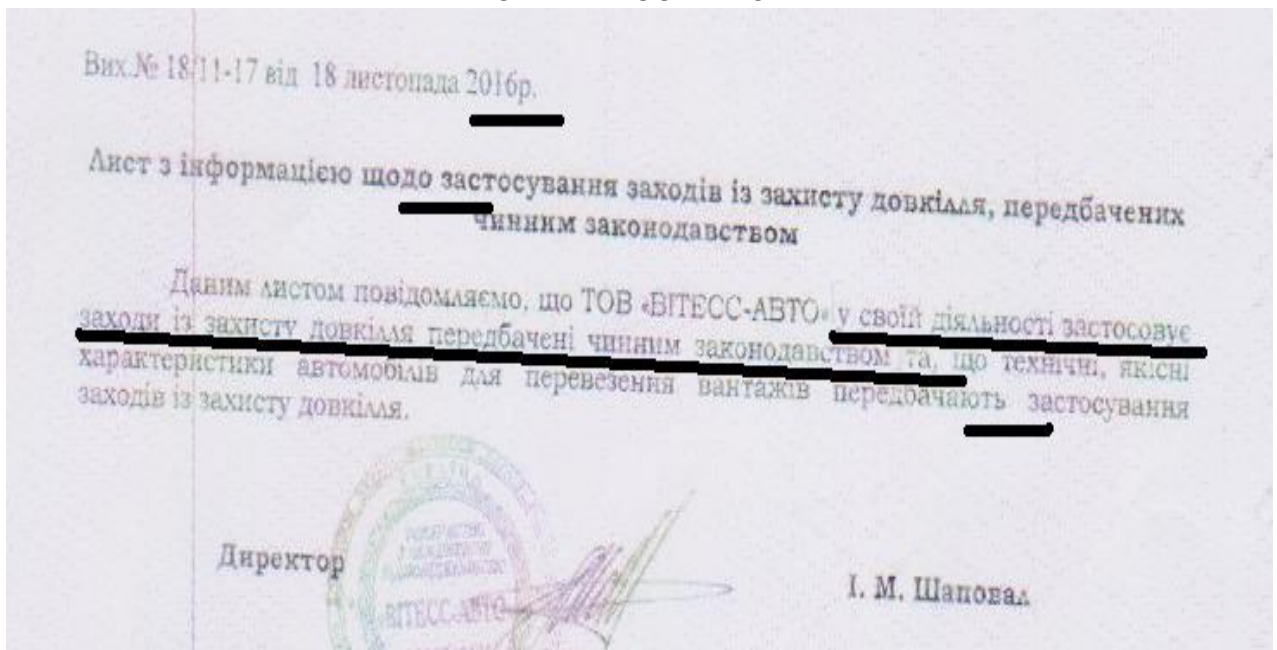 Вих.№ 18/11-17 від 18 листопада 2016р.
Лист з інформацією щодо застосування заходів із захисту довкілля, передбачених
чинним законодавством
Даним листом повідомляємо, що ТОВ «ВІТЕСС-АВТО» у своїй діяльності застосовує
заходи із захисту довкілля передбачені чинним законодавством та, що технічні, якісні
характеристики автомобілів для перевезення вантажів передбачають застосування
заходів із захисту довкілля.
Директор
І. М. Шаповал
«ВІТЕСС-АВТО»